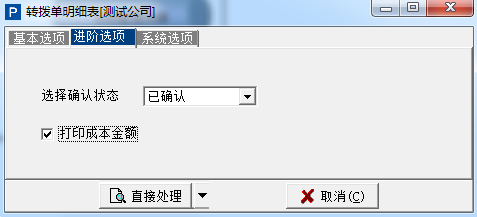 P 转拨单明细表[测试公司]
基本选项 进阶选项 系统选项
选择确认状态 已确认
打印成本金额
直接处理 取消(C)